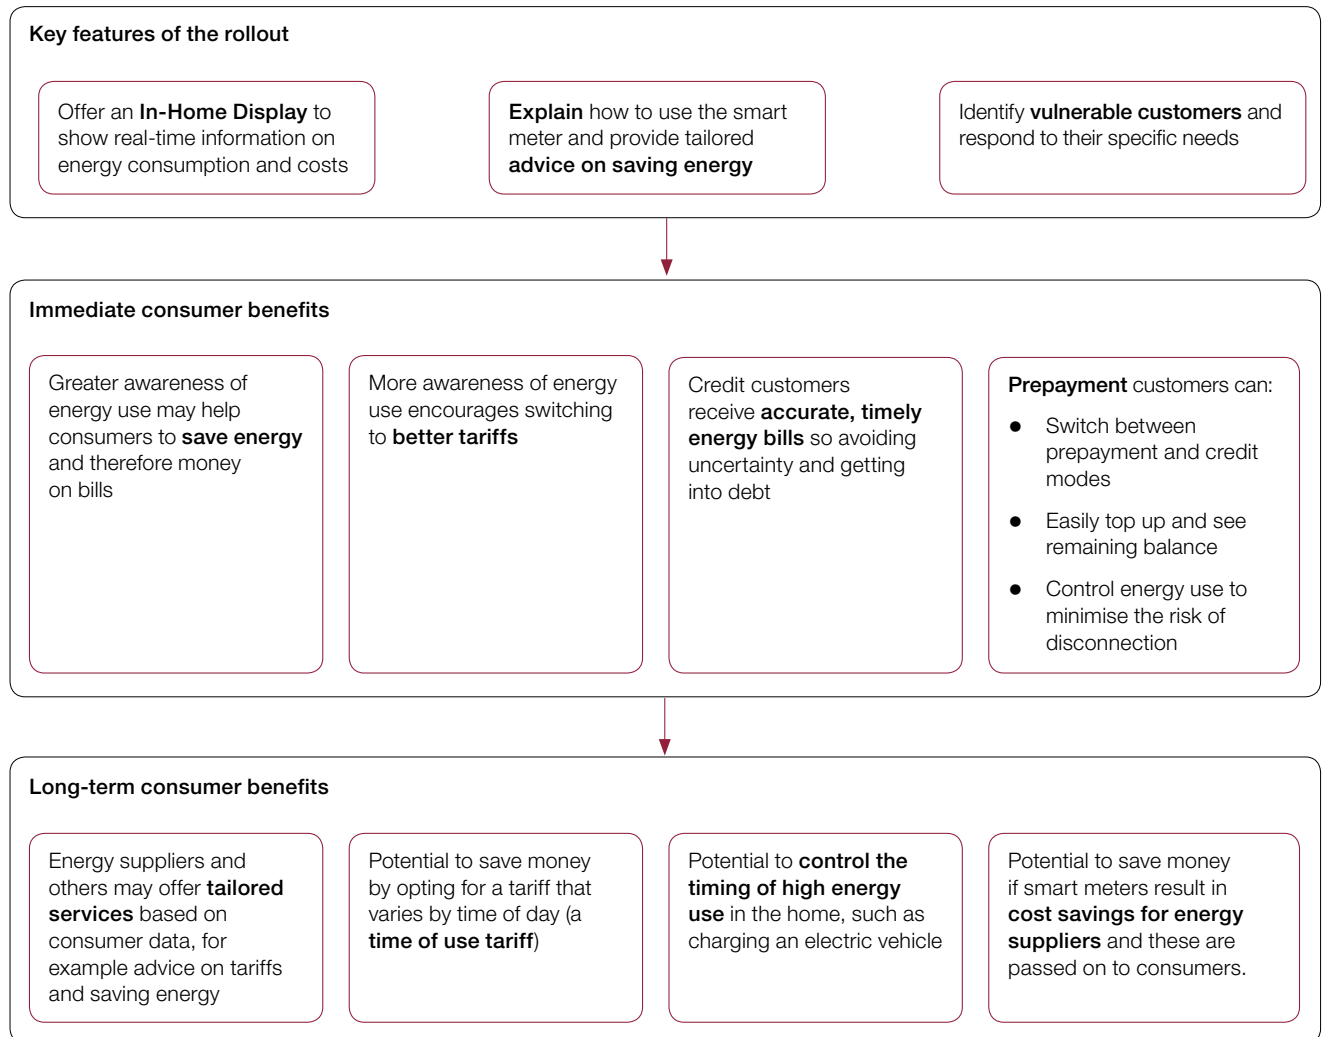 Key features of the rollout
Offer an In-Home Display to
show real-time information on
energy consumption and costs
Explain how to use the smart
meter and provide tailored
advice on saving energy
Identify vulnerable customers and
respond to their specific needs
Immediate consumer benefits
Greater awareness of
energy use may help
consumers to save energy
and therefore money
on bills
More awareness of energy
use encourages switching
to better tariffs
Credit customers
receive accurate, timely
energy bills so avoiding
uncertainty and getting
into debt
Prepayment customers can:
● Switch between
prepayment and credit
modes
● Easily top up and see
remaining balance
● Control energy use to
minimise the risk of
disconnection
Long-term consumer benefits
Energy suppliers and
others may offer tailored
services based on
consumer data, for
example advice on tariffs
and saving energy
Potential to save money
by opting for a tariff that
varies by time of day (a
time of use tariff)
Potential to control the
timing of high energy
use in the home, such as
charging an electric vehicle
Potential to save money
if smart meters result in
cost savings for energy
suppliers and these are
passed on to consumers.